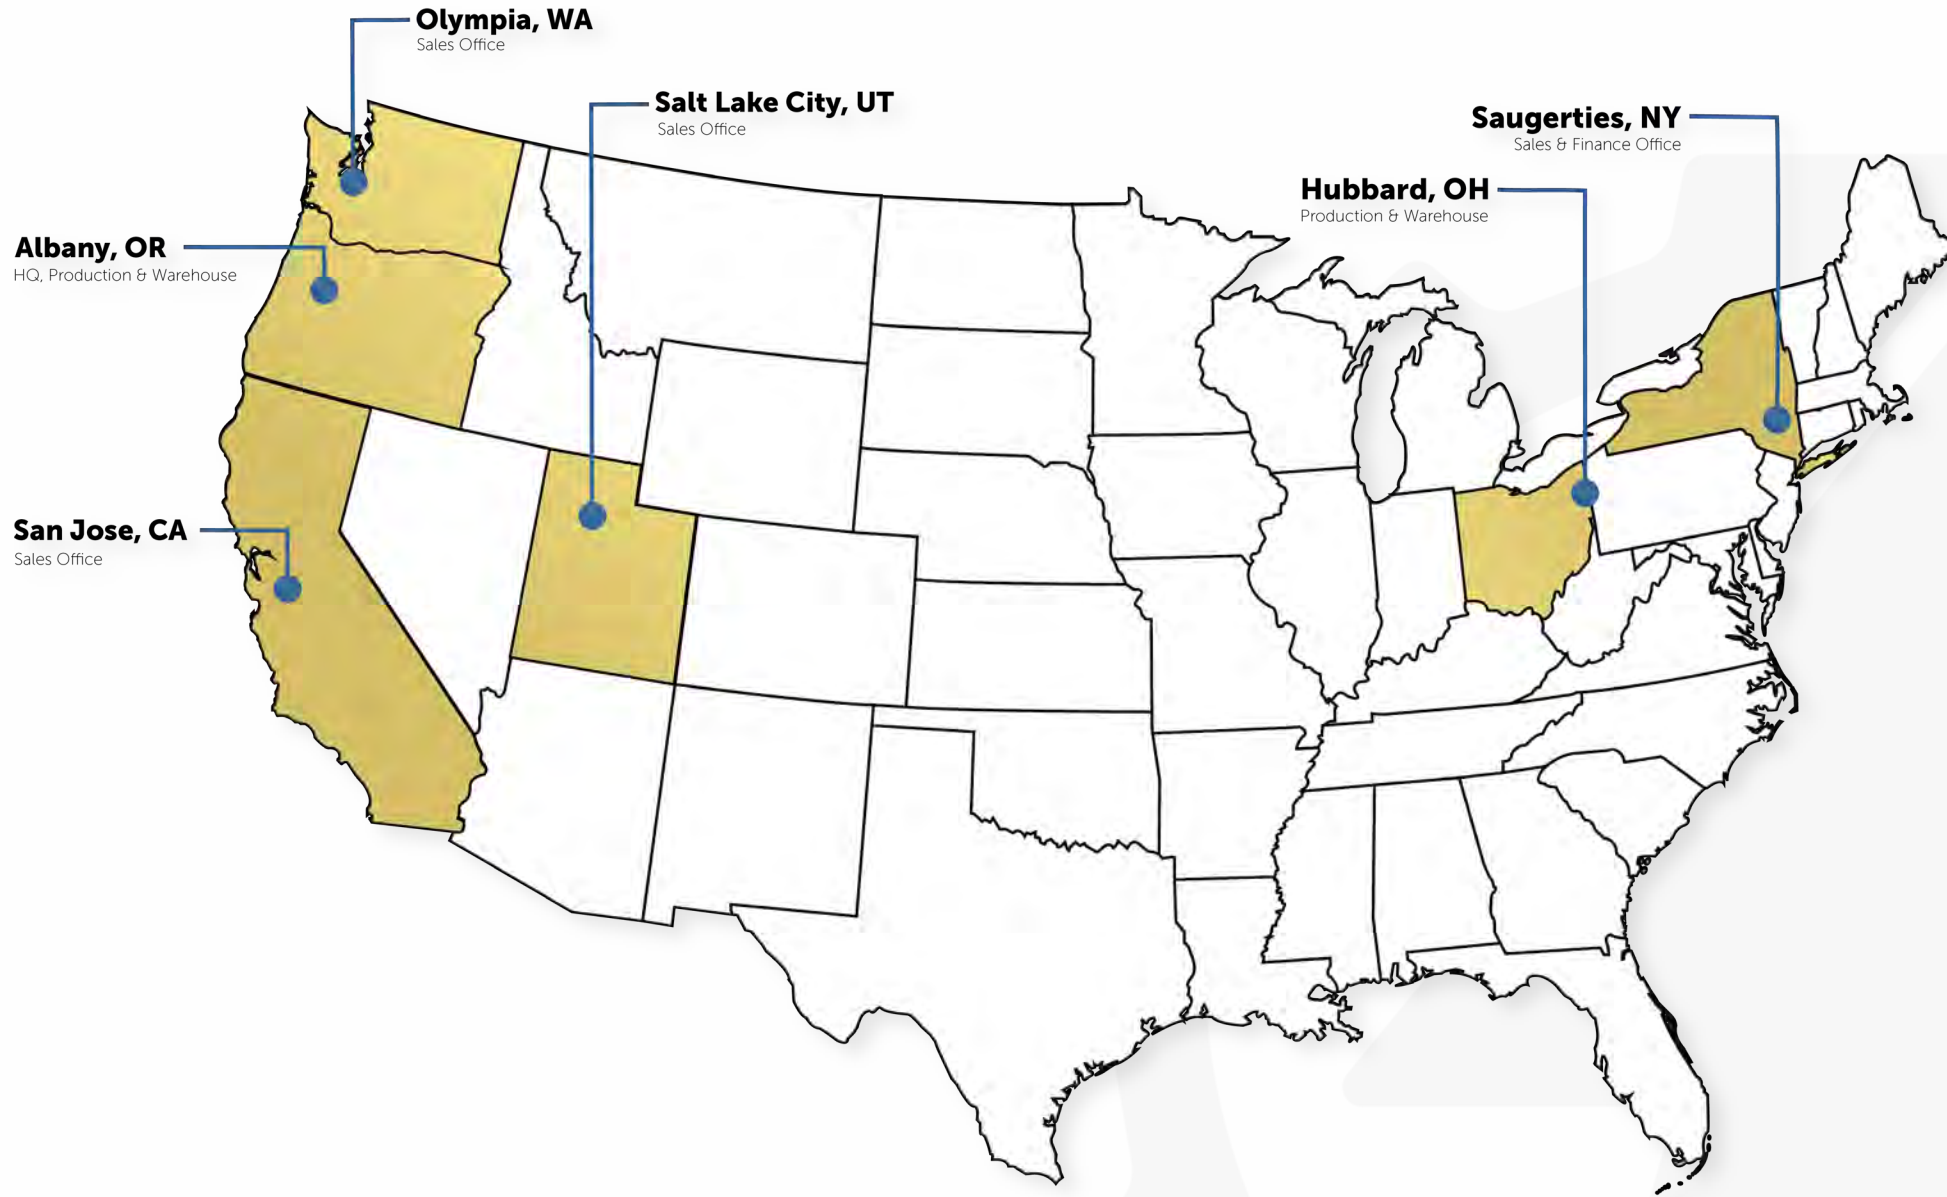 Olympia, WA
Sales Office
Salt Lake City, UT
Sales Office
Saugerties, NY
Sales & Finance Office
Hubbard, OH
Production & Warehouse
Albany, OR
HQ, Production & Warehouse
San Jose, CA
Sales Office